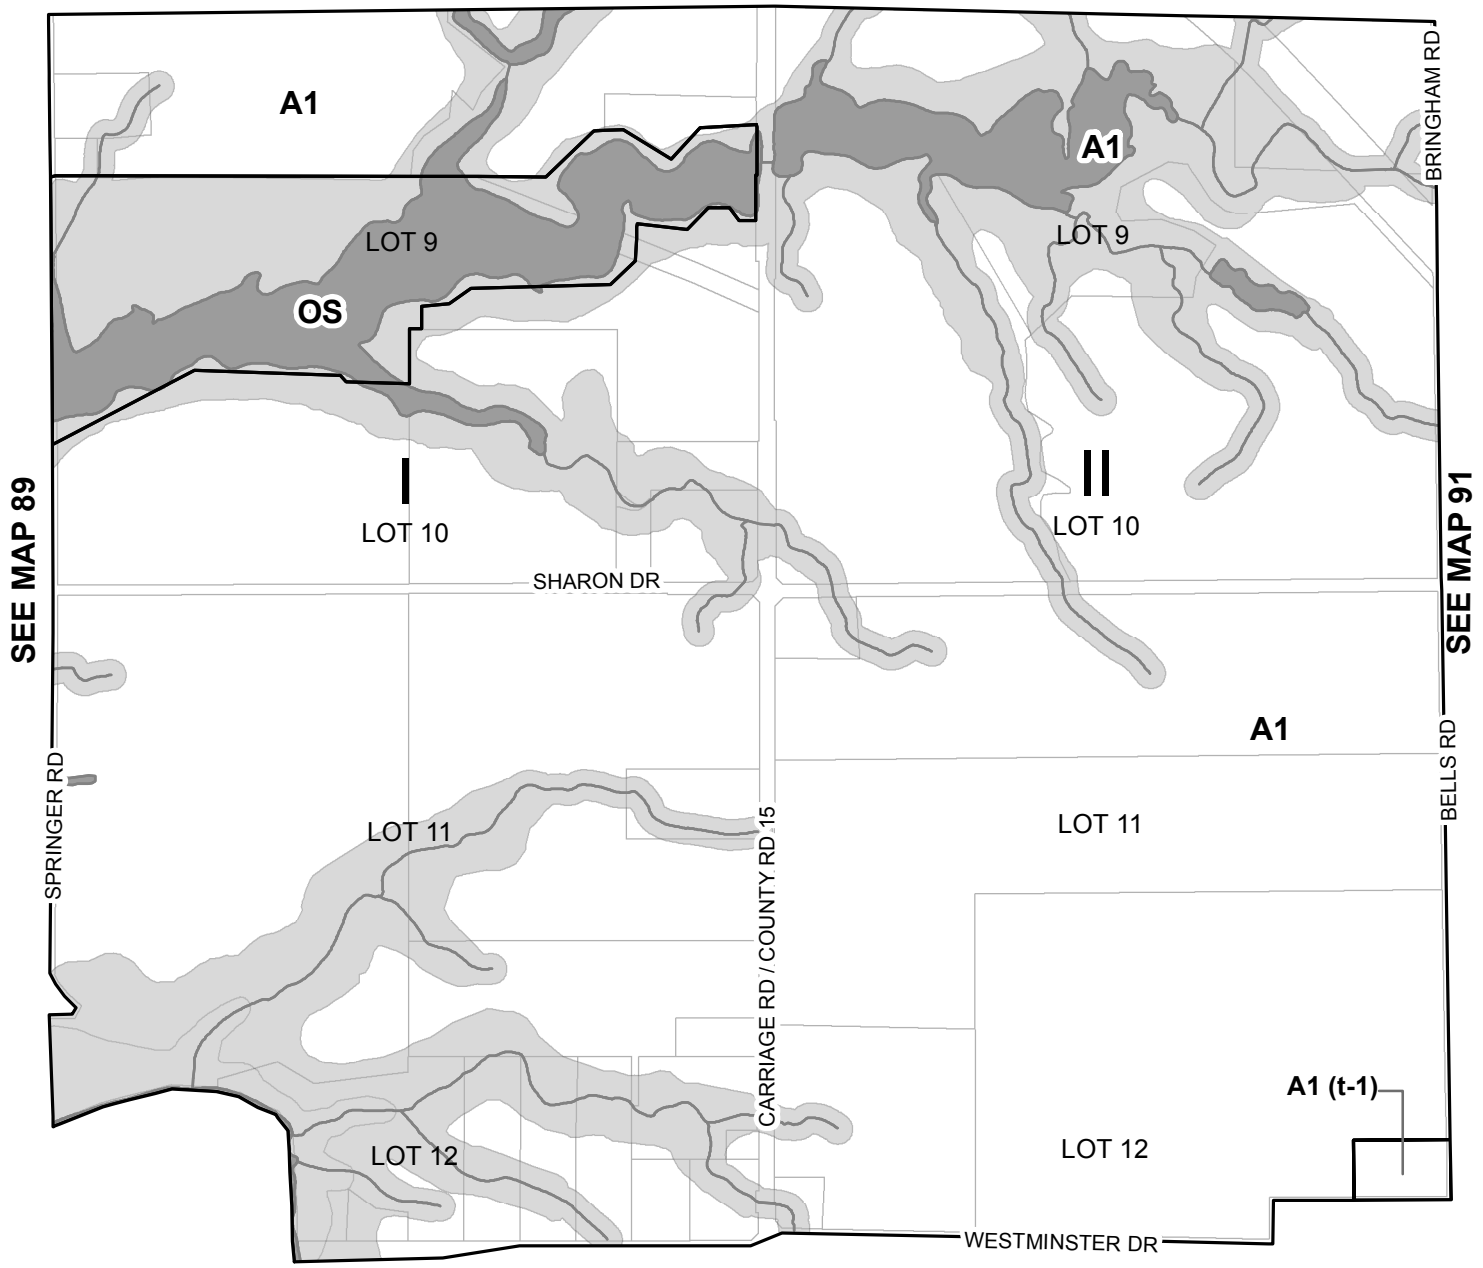 A1
BRINGHAM RD
A1
LOT 9
LOT 9
OS
I
II
LOT 10
LOT 10
SEE MAP 89
SEE MAP 91
SHARON DR
A1
SPRINGER RD
BELLS RD
LOT 11
LOT 11
CARRIAGE RD / COUNTY RD 15
A1 (t-1)
LOT 12
LOT 12
WESTMINSTER DR